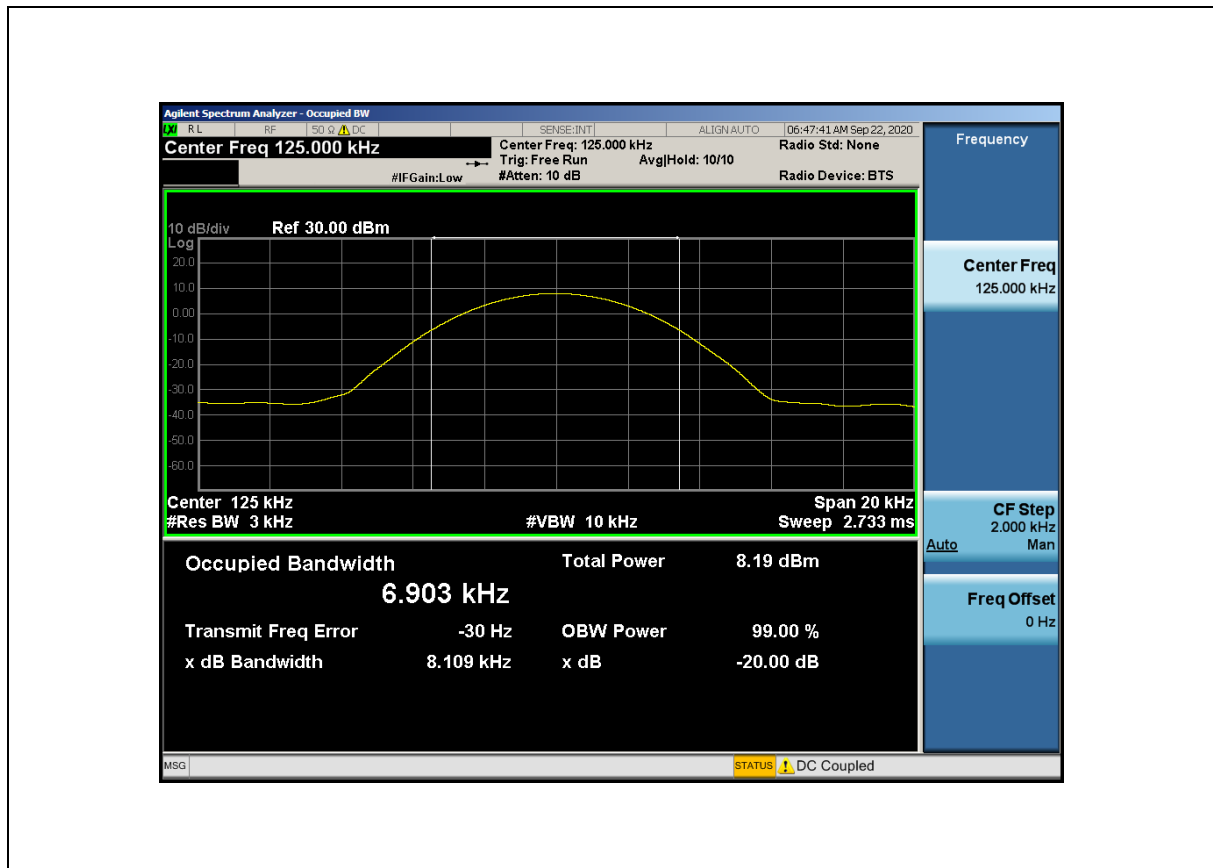 Agilent Spectrum Analyzer - Occupied BW
LXI RL RF 50 Ω DC SENSE:INT ALIGN AUTO 06:47:41 AM Sep 22, 2020
Center Freq 125.000 kHz
Center Freq: 125.000 kHz
Radio Std: None
Trig: Free Run Avg|Hold: 10/10
#IFGain:Low
#Atten: 10 dB
Radio Device: BTS
10 dB/div Ref 30.00 dBm
Log
20.0
10.0
0.00
-10.0
-20.0
-30.0
-40.0
-50.0
-60.0
Center 125 kHz Span 20 kHz
#Res BW 3 kHz #VBW 10 kHz Sweep 2.733 ms
Occupied Bandwidth Total Power 8.19 dBm
6.903 kHz
Transmit Freq Error -30 Hz OBW Power 99.00 %
x dB Bandwidth 8.109 kHz x dB -20.00 dB
Frequency
Center Freq
125.000 kHz
CF Step
2.000 kHz
Auto Man
Freq Offset
0 Hz
MSG STATUS DC Coupled